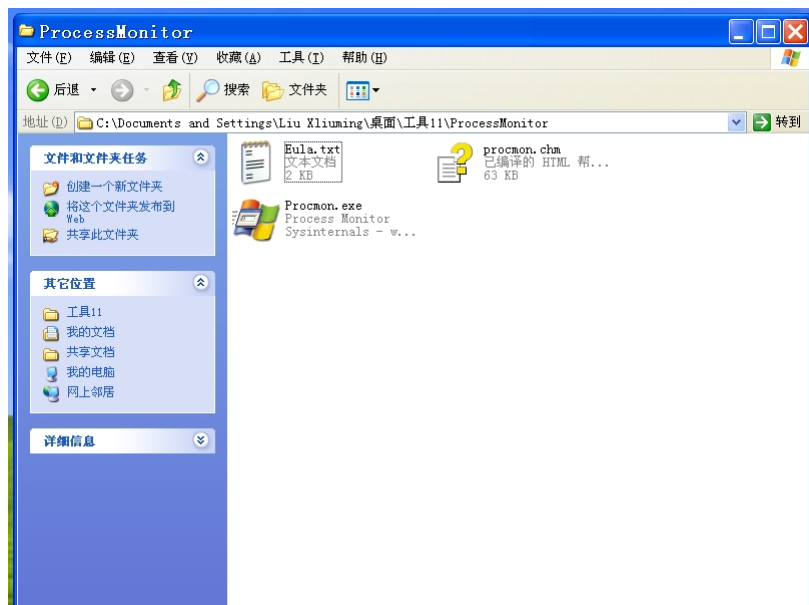 ProcessMonitor
文件(F) 编辑(E) 查看(V) 收藏(A) 工具(T) 帮助(H)
后退 搜索 文件夹
地址(D) C:\Documents and Settings\Liu Xliuming\桌面\工具11\ProcessMonitor 转到
文件和文件夹任务
创建一个新文件夹
将这个文件夹发布到
Web
共享此文件夹
其它位置
工具11
我的文档
共享文档
我的电脑
网上邻居
详细信息
Eula.txt
文本文档
2 KB
procmon.chm
已编译的 HTML 帮...
63 KB
Procmon.exe
Process Monitor
Sysinternals - w...